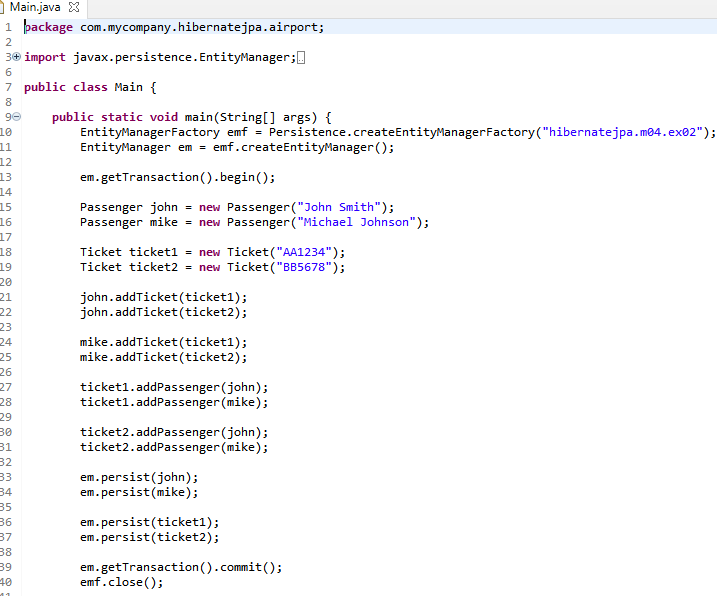 Main.java
1 package com.mycompany.hibernatejpa.airport;
2
3 import javax.persistence.EntityManager;
6
7 public class Main {
8
9 public static void main(String[] args) {
10 EntityManagerFactory emf = Persistence.createEntityManagerFactory("hibernatejpa.m04.ex02");
11 EntityManager em = emf.createEntityManager();
12
13 em.getTransaction().begin();
14
15 Passenger john = new Passenger("John Smith");
16 Passenger mike = new Passenger("Michael Johnson");
17
18 Ticket ticket1 = new Ticket("AA1234");
19 Ticket ticket2 = new Ticket("BB5678");
20
21 john.addTicket(ticket1);
22 john.addTicket(ticket2);
23
24 mike.addTicket(ticket1);
25 mike.addTicket(ticket2);
26
27 ticket1.addPassenger(john);
28 ticket1.addPassenger(mike);
29
30 ticket2.addPassenger(john);
31 ticket2.addPassenger(mike);
32
33 em.persist(john);
34 em.persist(mike);
35
36 em.persist(ticket1);
37 em.persist(ticket2);
38
39 em.getTransaction().commit();
40 emf.close();